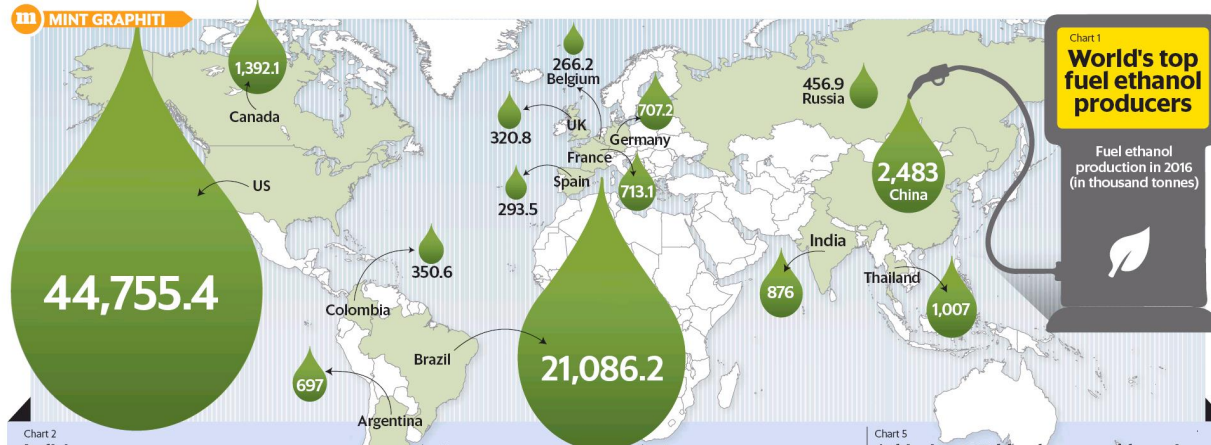 m MINT GRAPHITI
Chart 1
World's top
fuel ethanol
producers
Fuel ethanol
production in 2016
(in thousand tonnes)
1,392.1
Canada
US
44,755.4
266.2
Belgium
320.8
UK
707.2
Germany
France
713.1
Spain
293.5
456.9
Russia
2,483
China
350.6
Colombia
India
876
Thailand
1,007
Brazil
21,086.2
697
Argentina
Chart 2
Chart 5